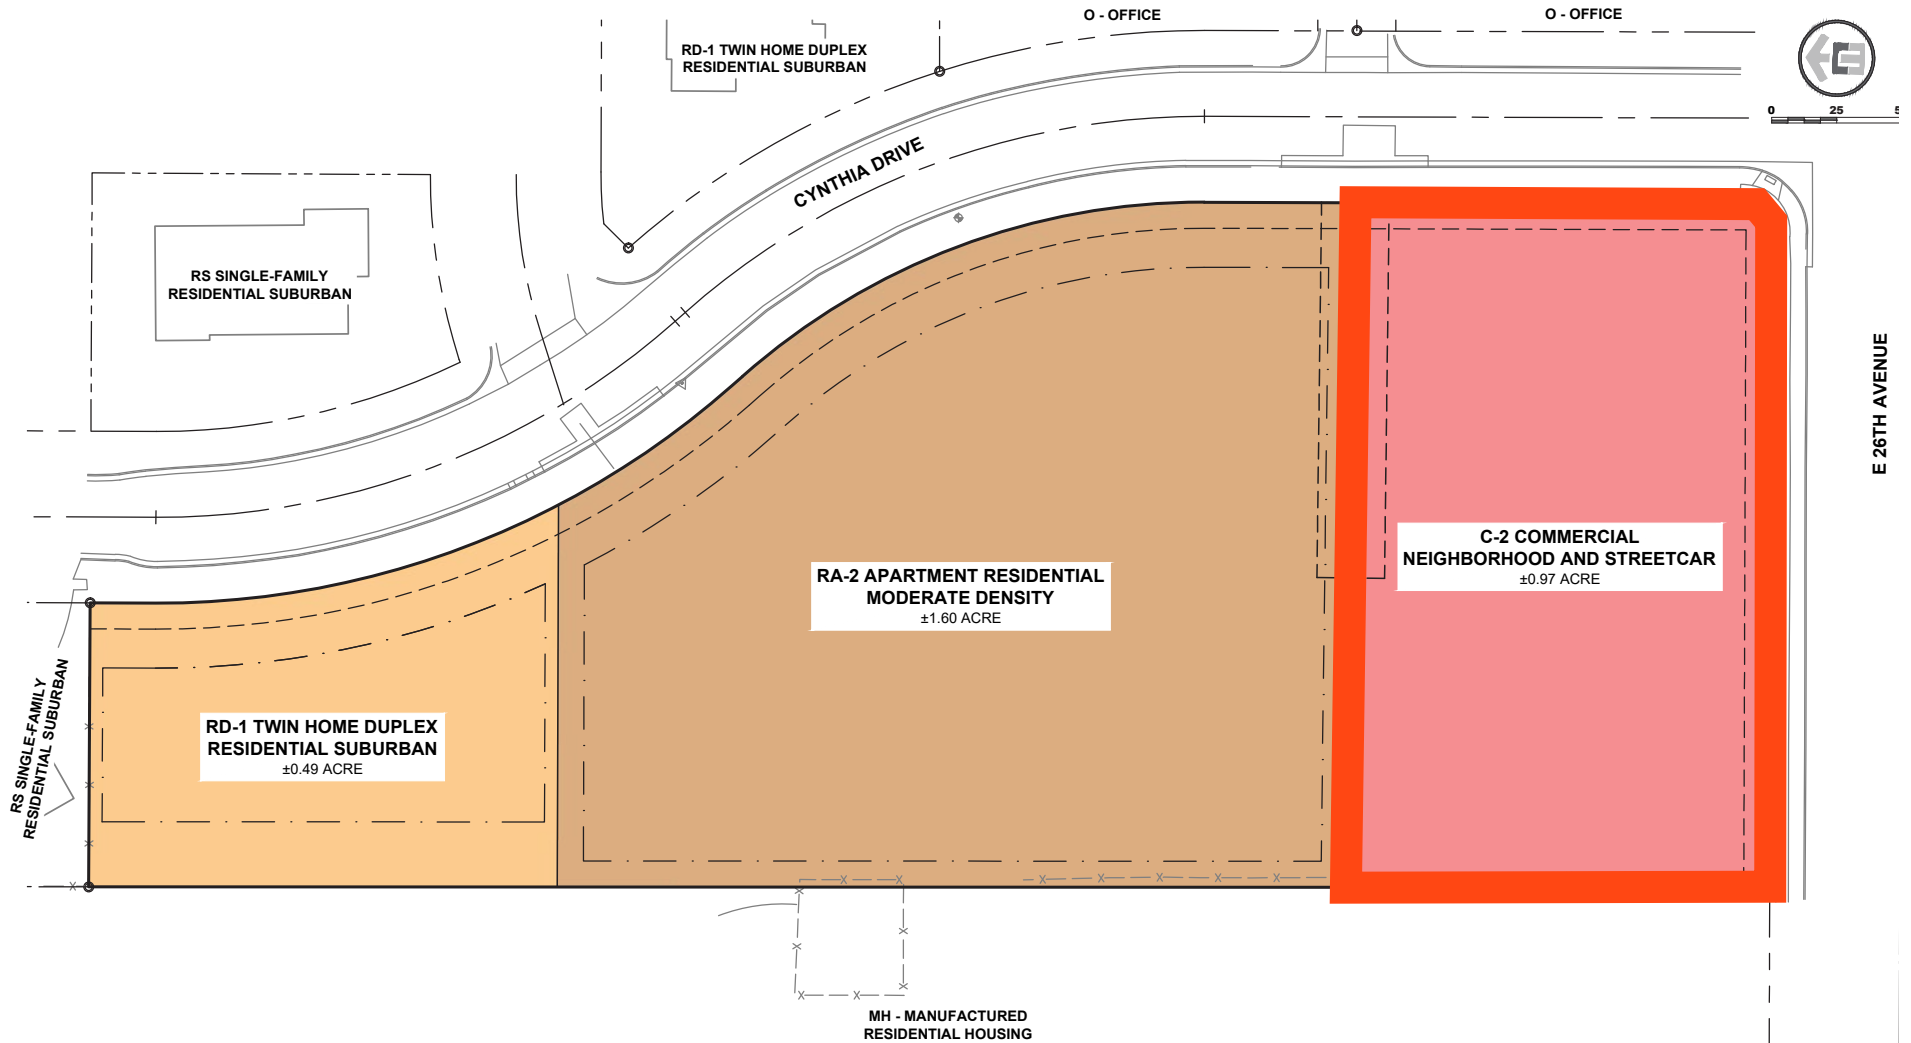 O - OFFICE
O - OFFICE
RD-1 TWIN HOME DUPLEX
RESIDENTIAL SUBURBAN
0 25 5
CYNTHIA DRIVE
RS SINGLE-FAMILY
RESIDENTIAL SUBURBAN
E 26TH AVENUE
C-2 COMMERCIAL
NEIGHBORHOOD AND STREETCAR
±0.97 ACRE
RA-2 APARTMENT RESIDENTIAL
MODERATE DENSITY
±1.60 ACRE
RD-1 TWIN HOME DUPLEX
RESIDENTIAL SUBURBAN
±0.49 ACRE
RS SINGLE-FAMILY
RESIDENTIAL SUBURBAN
MH - MANUFACTURED
RESIDENTIAL HOUSING